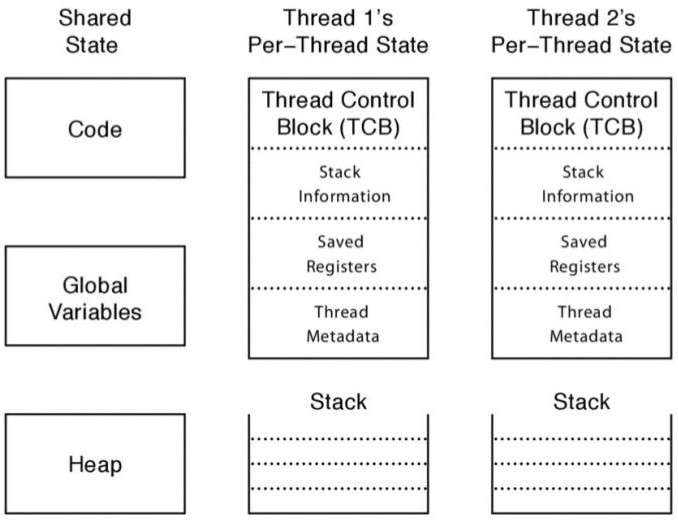 Shared
State
Code
Global
Variables
Heap
Thread 1's
Per–Thread State
Thread Control
Block (TCB)
Stack
Information
Saved
Registers
Thread
Metadata
Stack
Thread 2's
Per–Thread State
Thread Control
Block (TCB)
Stack
Information
Saved
Registers
Thread
Metadata
Stack